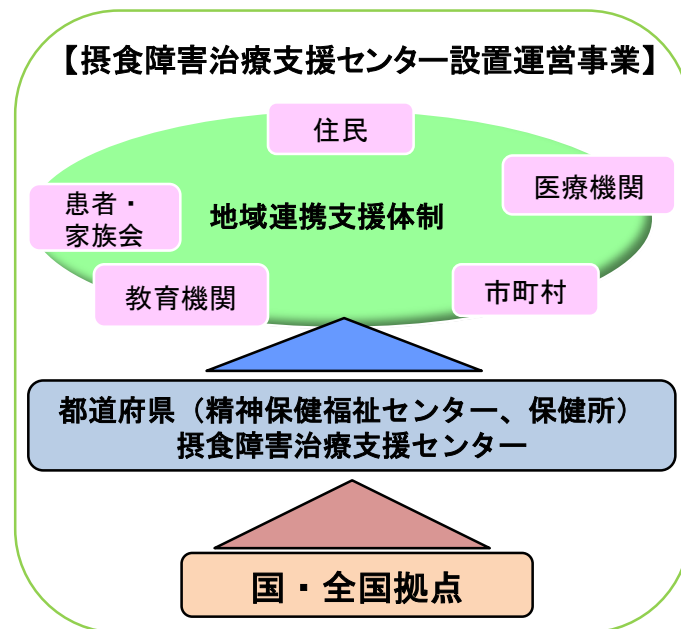 【摂食障害治療支援センター設置運営事業】
住民
医療機関
患者・
家族会
地域連携支援体制
教育機関
市町村
都道府県（精神保健福祉センター、保健所）
摂食障害治療支援センター
国・全国拠点